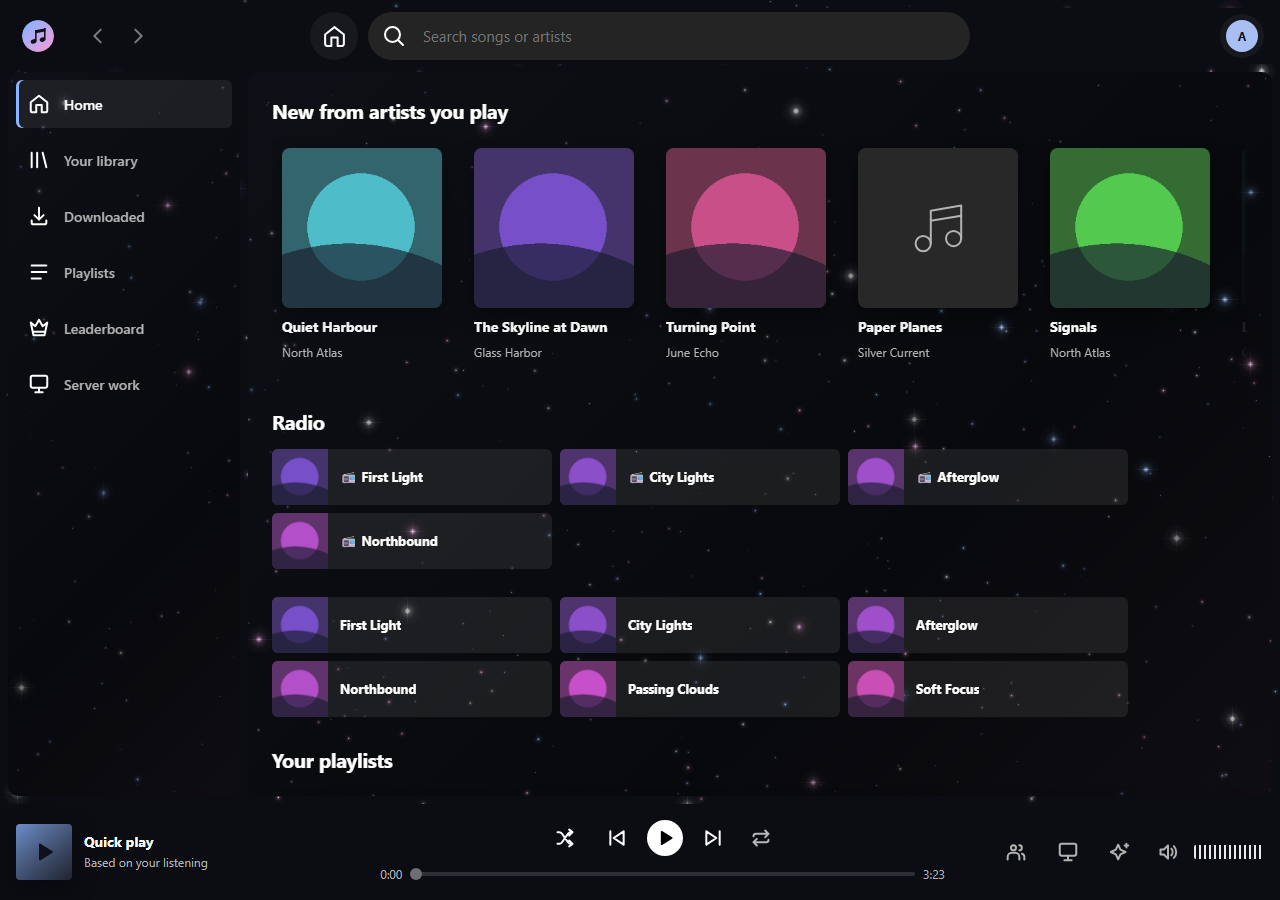 Search songs or artists
A
Home
Your library
Downloaded
Playlists
Leaderboard
Server work
New from artists you play
Quiet Harbour
North Atlas
The Skyline at Dawn
Glass Harbor
Turning Point
June Echo
Paper Planes
Silver Current
Signals
North Atlas
Radio
📻 First Light
📻 City Lights
📻 Afterglow
📻 Northbound
First Light
City Lights
Afterglow
Northbound
Passing Clouds
Soft Focus
Your playlists
Quick play
Based on your listening
0:00
3:23